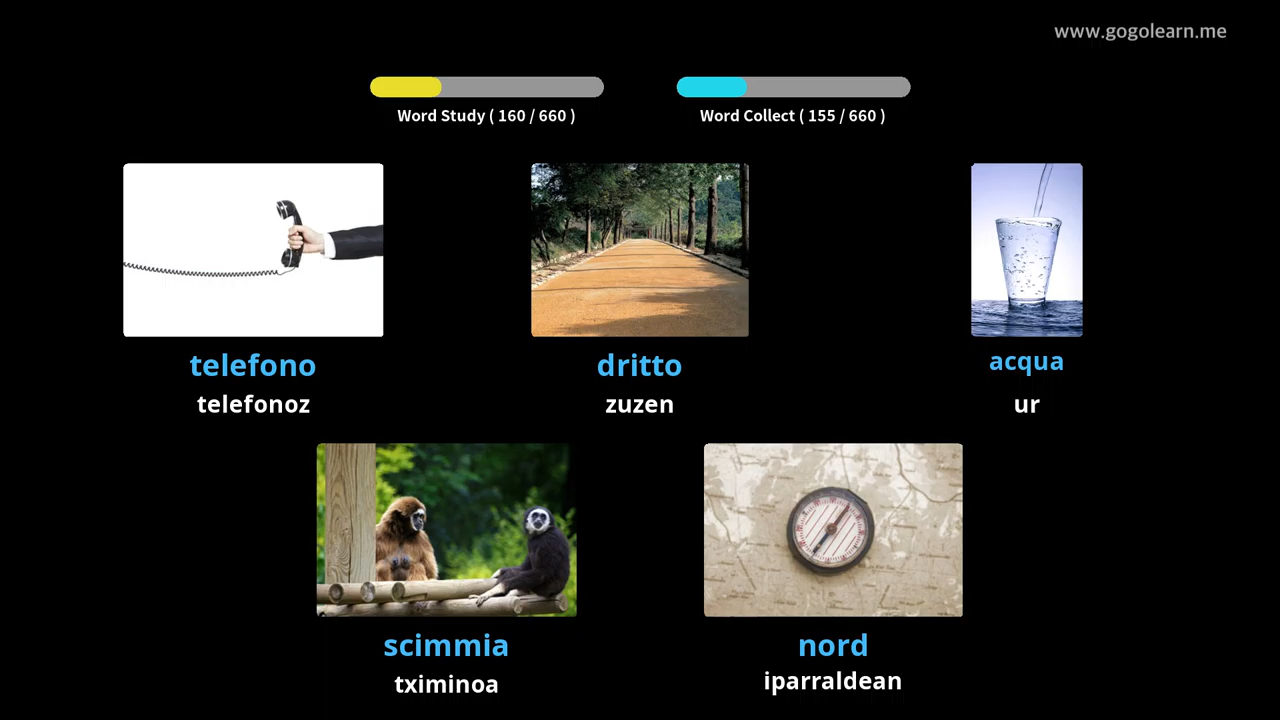 www.gogolearn.me
Word Study ( 160 / 660 )
Word Collect ( 155 / 660 )
telefono
telefonoz
dritto
zuzen
acqua
ur
scimmia
tximinoa
nord
iparraldean